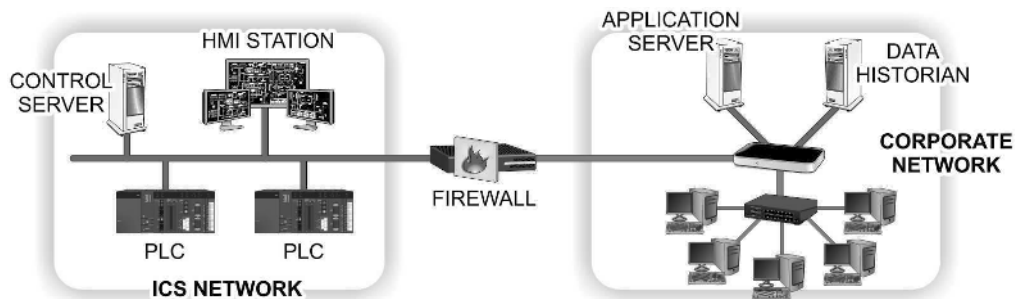 HMI STATION
CONTROL
SERVER
PLC
PLC
ICS NETWORK
FIREWALL
APPLICATION
SERVER
DATA
HISTORIAN
CORPORATE
NETWORK